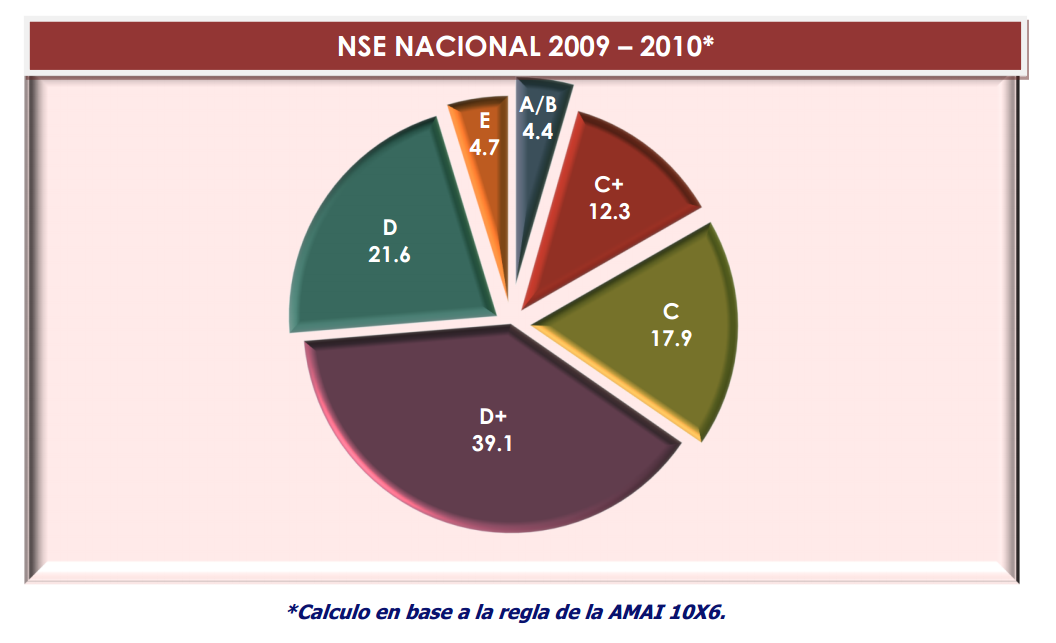 NSE NACIONAL 2009 – 2010*
E
4.7
A/B
4.4
C+
12.3
D
21.6
C
17.9
D+
39.1
*Calculo en base a la regla de la AMAI 10X6.